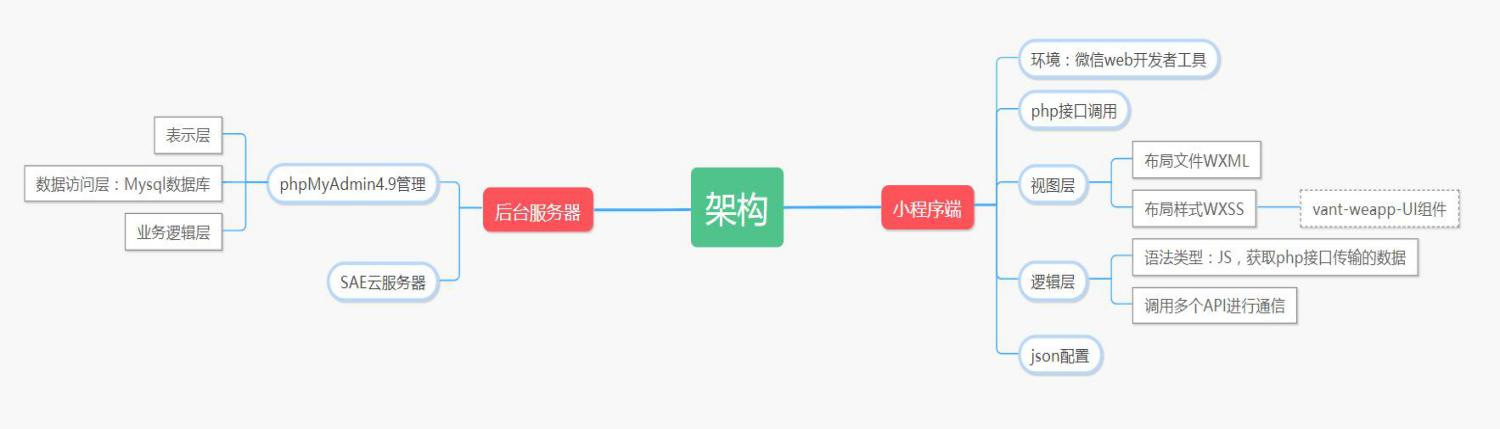 架构
后台服务器
phpMyAdmin4.9管理
表示层
数据访问层：Mysql数据库
业务逻辑层
SAE云服务器
小程序端
环境：微信web开发者工具
php接口调用
视图层
布局文件WXML
布局样式WXSS
vant-weapp-UI组件
逻辑层
语法类型：JS，获取php接口传输的数据
调用多个API进行通信
json配置